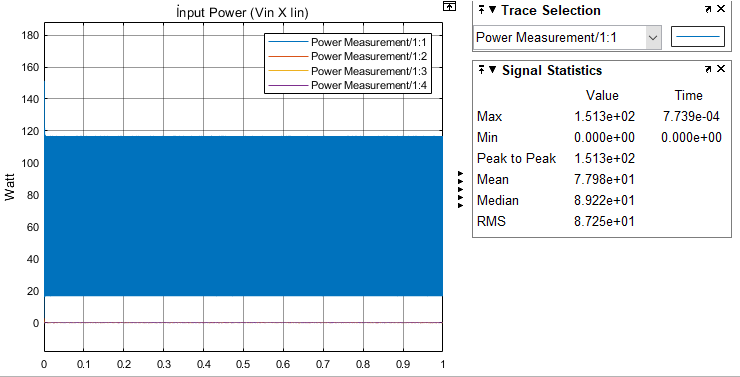 İnput Power (Vin X Iin)
Power Measurement/1:1
Power Measurement/1:2
Power Measurement/1:3
Power Measurement/1:4
Watt
180
160
140
120
100
80
60
40
20
0
0 0.1 0.2 0.3 0.4 0.5 0.6 0.7 0.8 0.9 1
Trace Selection
Power Measurement/1:1
Signal Statistics
Value Time
Max 1.513e+02 7.739e-04
Min 0.000e+00 0.000e+00
Peak to Peak 1.513e+02
Mean 7.798e+01
Median 8.922e+01
RMS 8.725e+01